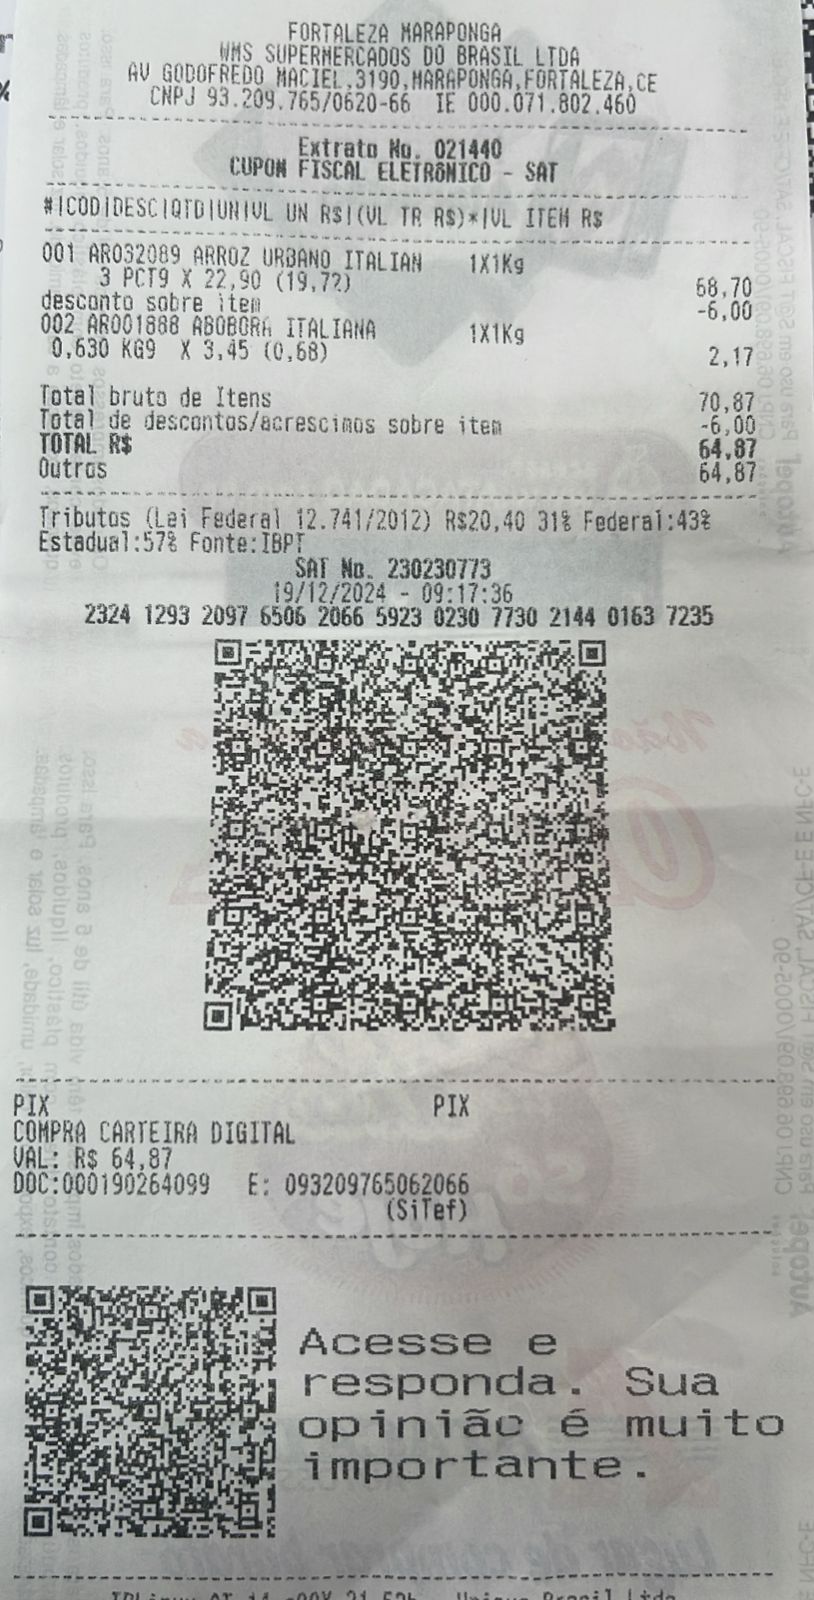 FORTALEZA MARAPONGA
WMS SUPERMERCADOS DO BRASIL LTDA
AV GODOFREDO MACIEL,3190,MARAPONGA,FORTALEZA,CE
CNPJ 93.209.765/0620-66 IE 000.071.802.460
Extrato No. 021440
CUPON FISCAL ELETRÔNICO - SAT
#|COD|DESC|QTD|UN|VL UN R$|(VL TR R$)*|VL ITEM R$
001 AR032089 ARROZ URBANO ITALIAN 1X1Kg
3 PCT9 X 22,90 (19,72) 68,70
desconto sobre item -6,00
002 AR001888 ABOBORA ITALIANA 1X1Kg
0,630 KG9 X 3,45 (0,68) 2,17
Total bruto de Itens 70,87
Total de descontos/acrescimos sobre item -6,00
TOTAL R$ 64,87
Outros 64,87
Tributos (Lei Federal 12.741/2012) R$20,40 31% Federal:43%
Estadual:57% Fonte:IBPT
SAT No. 230230773
19/12/2024 - 09:17:36
2324 1293 2097 6506 2066 5923 0230 7730 2144 0163 7235
PIX PIX
COMPRA CARTEIRA DIGITAL
VAL: R$ 64,87
DOC:000190264099 E: 093209765062066
(SiTef)
Acesse e
responda. Sua
opinião é muito
importante.